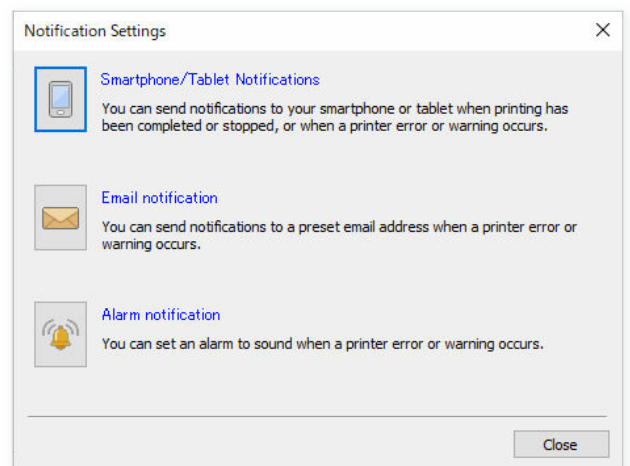 Notification Settings
Smartphone/Tablet Notifications
You can send notifications to your smartphone or tablet when printing has
been completed or stopped, or when a printer error or warning occurs.
Email notification
You can send notifications to a preset email address when a printer error or
warning occurs.
Alarm notification
You can set an alarm to sound when a printer error or warning occurs.
Close